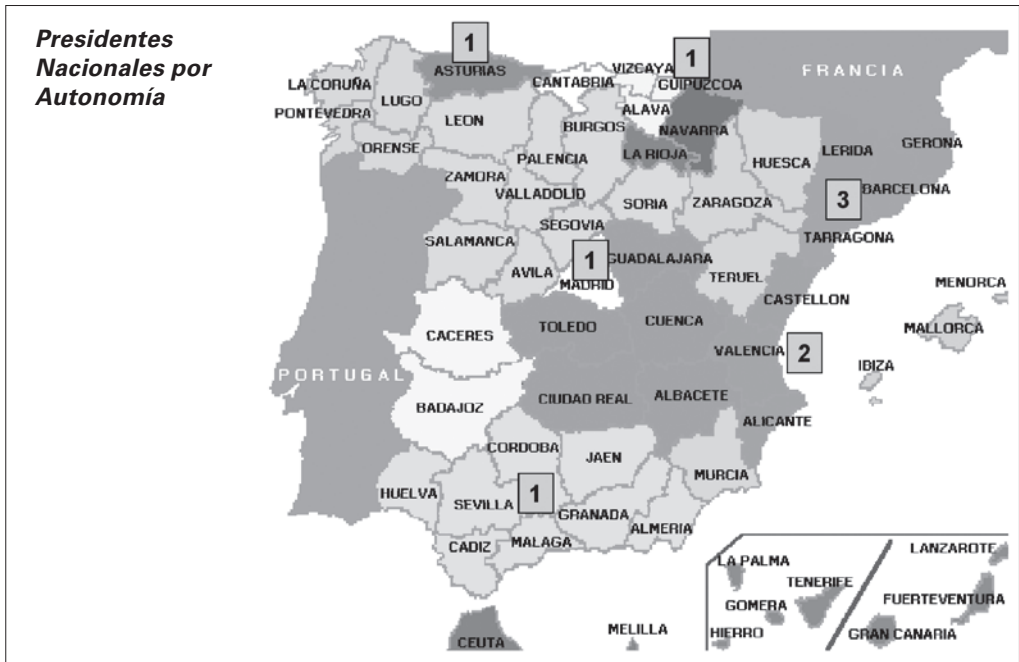 Presidentes
Nacionales por
Autonomía
1
ASTURIAS
1
VIZCAYA
GUIPUZCOA
CANTABRIA
FRANCIA
LA CORUÑA
LUGO
ALAVA
PONTEVEDRA
LEON
BURGOS
NAVARRA
ORENSE
PALENCIA
LA RIOJA
HUESCA
LERIDA
GERONA
ZAMORA
VALLADOLID
SORIA
ZARAGOZA
3
BARCELONA
SEGOVIA
TARRAGONA
SALAMANCA
AVILA
1
MADRID
GUADALAJARA
TERUEL
MENORCA
CASTELLON
MALLORCA
CACERES
TOLEDO
CUENCA
VALENCIA
2
IBIZA
PORTUGAL
BADAJOZ
CIUDAD REAL
ALBACETE
ALICANTE
CORDOBA
JAEN
MURCIA
HUELVA
SEVILLA
1
GRANADA
ALMERIA
CADIZ
MALAGA
LA PALMA
LANZAROTE
TENERIFE
GOMERA
FUERTEVENTURA
HIERRO
GRAN CANARIA
CEUTA
MELILLA